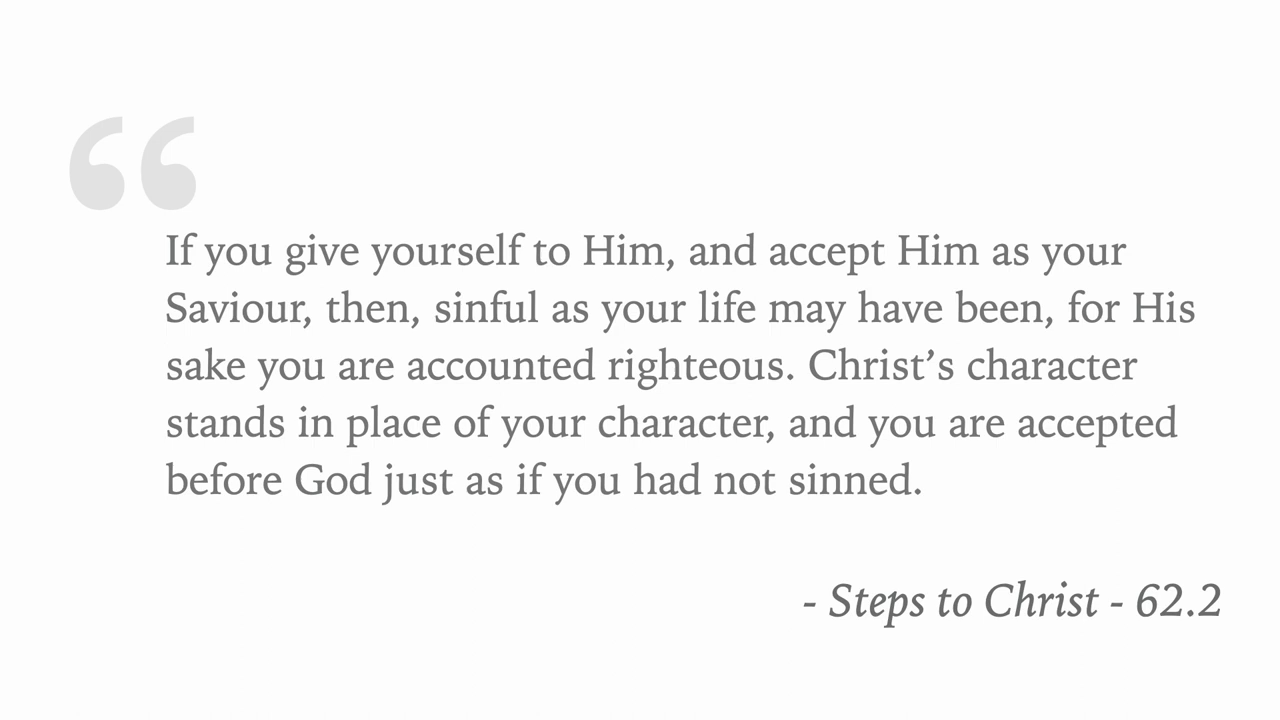 “
If you give yourself to Him, and accept Him as your
Saviour, then, sinful as your life may have been, for His
sake you are accounted righteous. Christ’s character
stands in place of your character, and you are accepted
before God just as if you had not sinned.
- Steps to Christ - 62.2